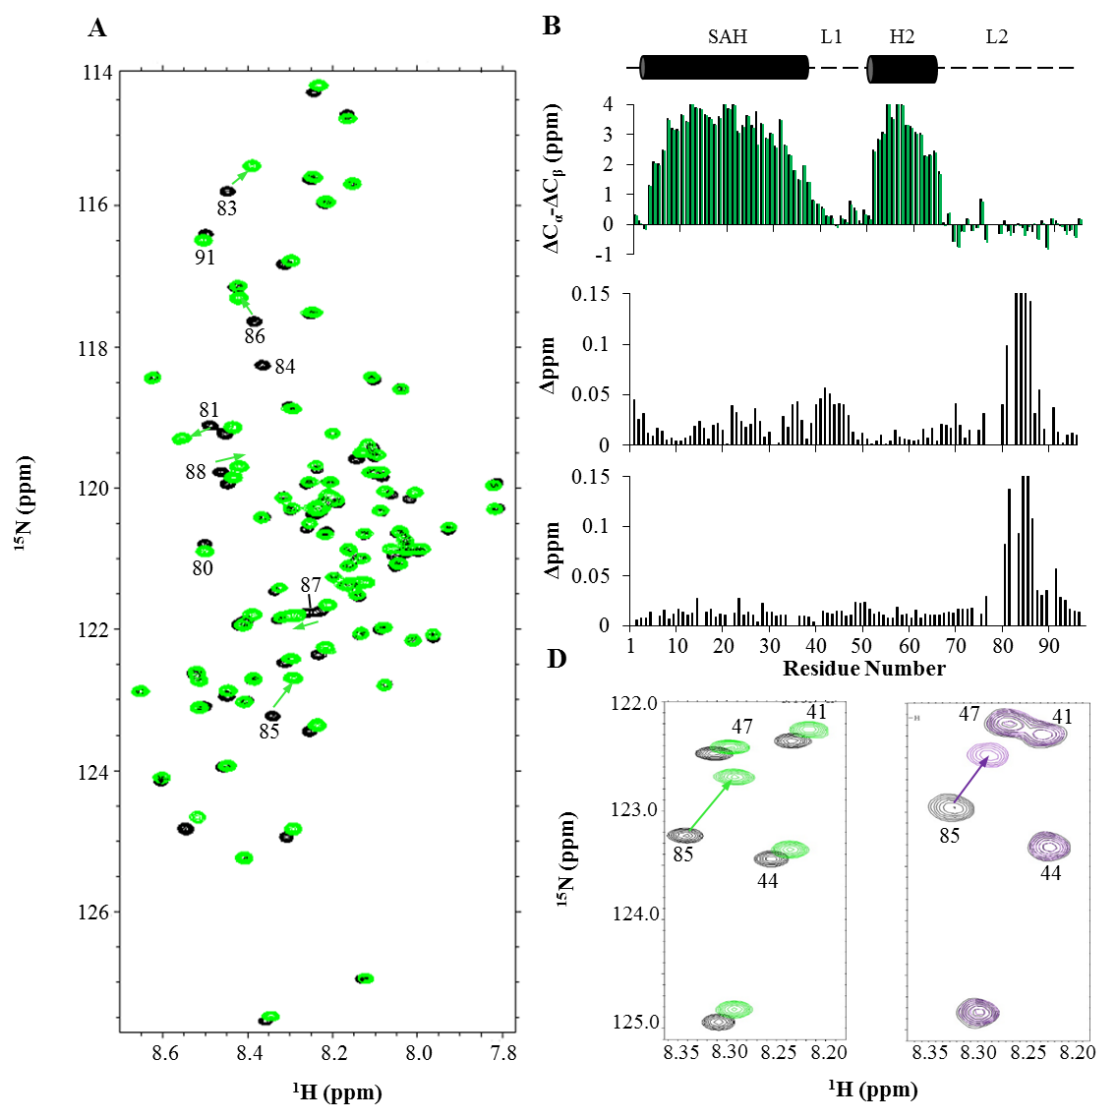 A
114
116
118
120
122
124
126
¹⁵N (ppm)
83
91
86
84
81
88
80
87
85
8.6 8.4 8.2 8.0 7.8
¹H (ppm)
B
SAH L1 H2 L2
ΔCα-ΔCβ (ppm)
4
3
2
1
0
-1
Δppm
0.15
0.1
0.05
0
Δppm
0.15
0.1
0.05
0
1 10 20 30 40 50 60 70 80 90
Residue Number
D
¹⁵N (ppm)
122.0
123.0
124.0
125.0
47 41
85
44
8.35 8.30 8.25 8.20
-H
47 41
85
44
8.35 8.30 8.25 8.20
¹H (ppm)